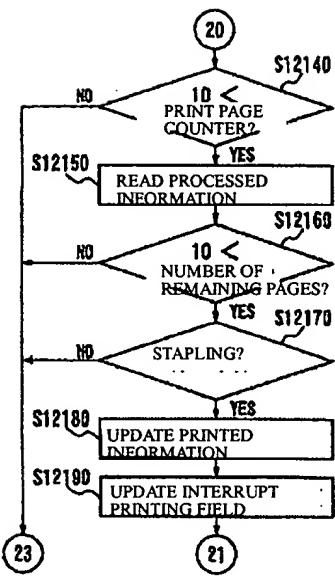 20
S12140
NO
10 <
PRINT PAGE
COUNTER?
YES
S12150
READ PROCESSED
INFORMATION
S12160
NO
10 <
NUMBER OF
REMAINING PAGES?
YES
S12170
NO
STAPLING?
YES
S12180
UPDATE PRINTED
INFORMATION
S12190
UPDATE INTERRUPT
PRINTING FIELD
23
21